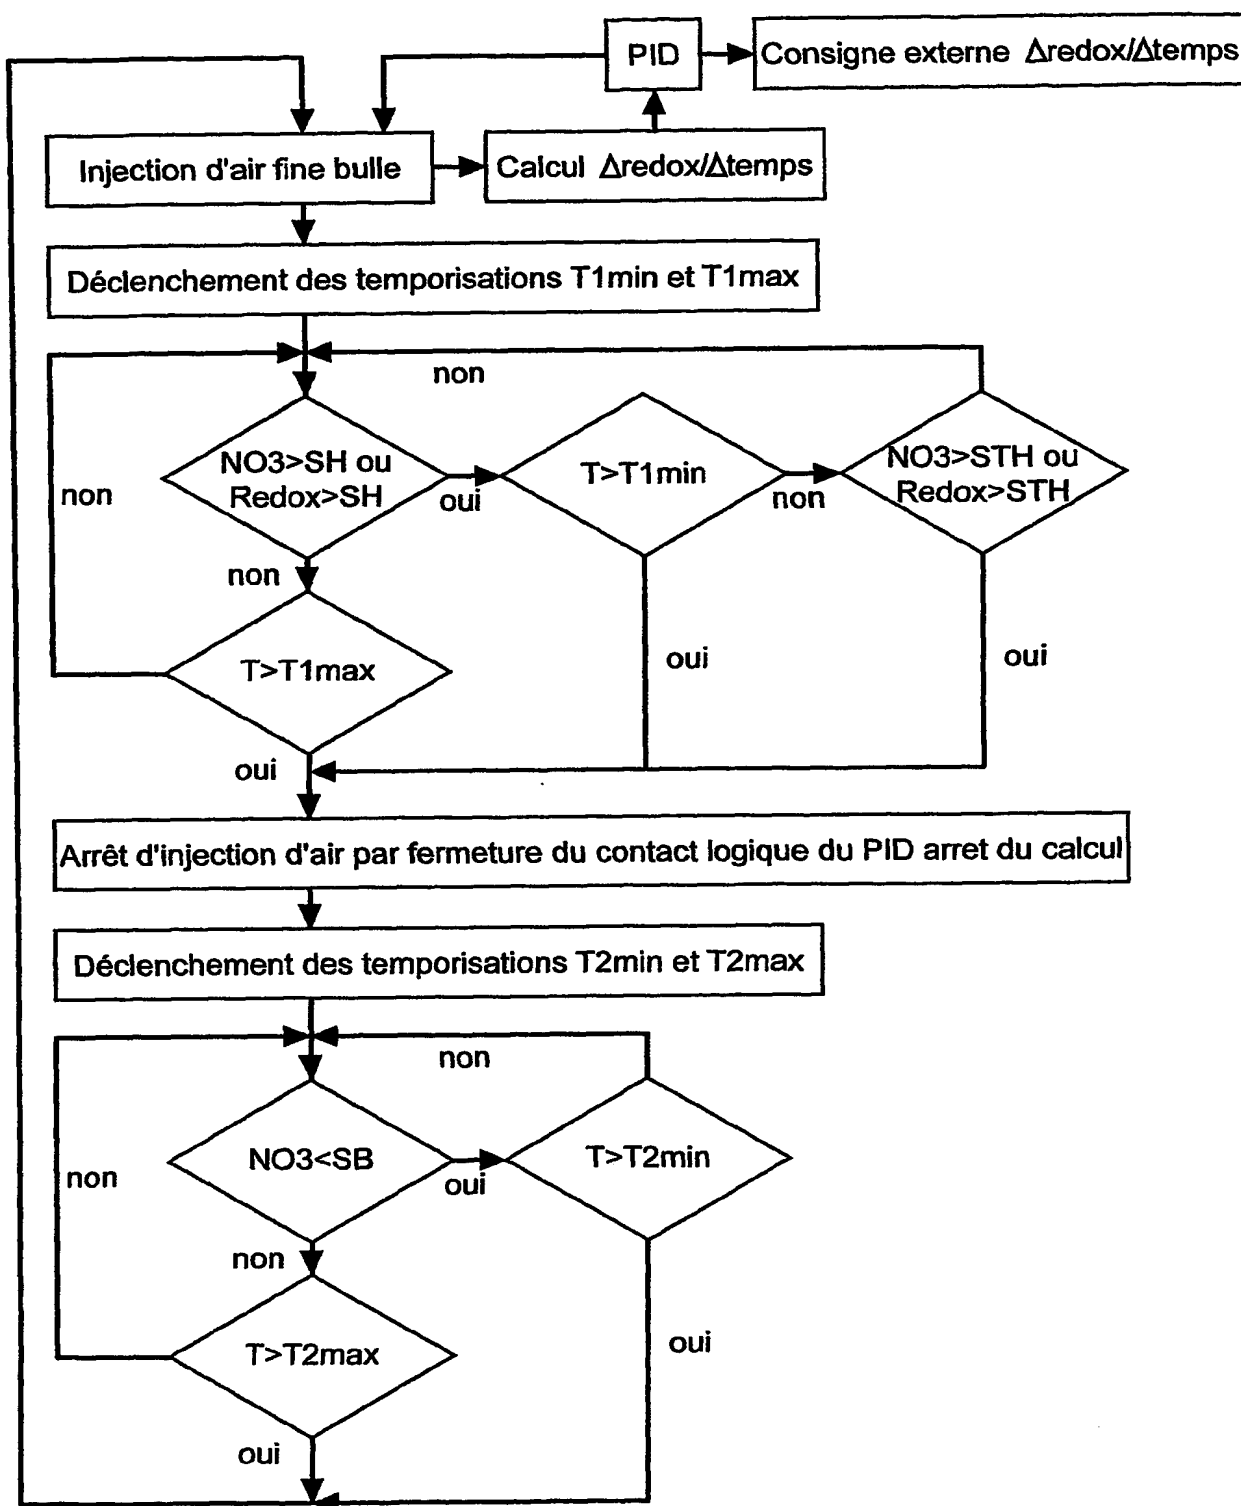 PID
Consigne externe Δredox/Δtemps
Injection d'air fine bulle
Calcul Δredox/Δtemps
Déclenchement des temporisations T1min et T1max
non
NO3>SH ou
Redox>SH
oui
T>T1min
non
NO3>STH ou
Redox>STH
non
non
T>T1max
oui
oui
oui
Arrêt d'injection d'air par fermeture du contact logique du PID arret du calcul
Déclenchement des temporisations T2min et T2max
non
NO3<SB
oui
T>T2min
non
non
T>T2max
oui
oui